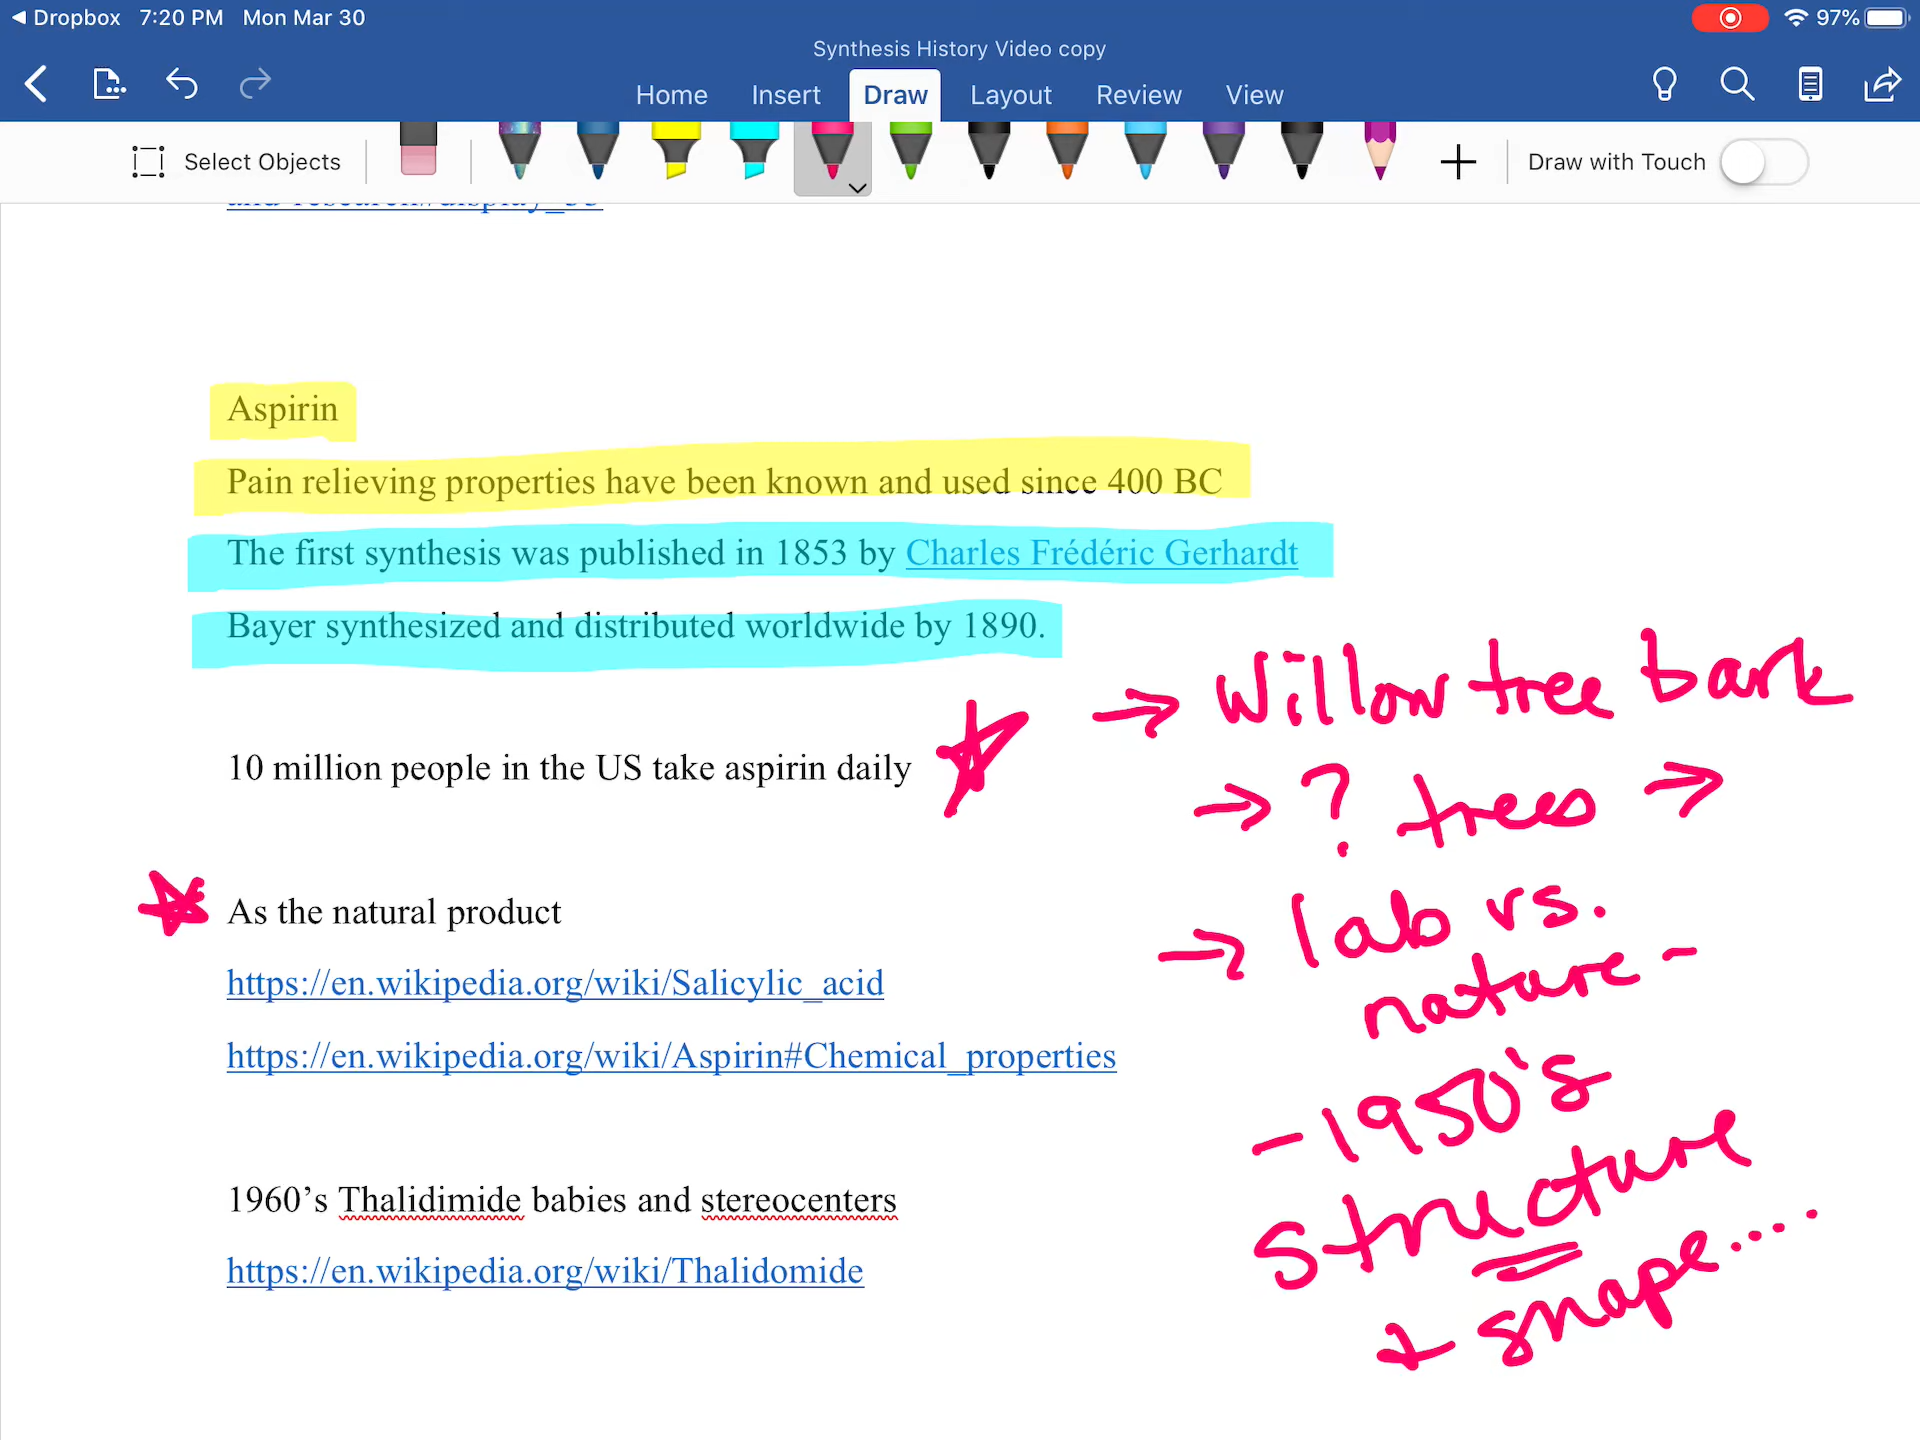 Dropbox 7:20 PM Mon Mar 30 97%
Synthesis History Video copy
Home Insert Draw Layout Review View
Select Objects Draw with Touch
and-research#display_35
Aspirin
Pain relieving properties have been known and used since 400 BC
The first synthesis was published in 1853 by Charles Frédéric Gerhardt
Bayer synthesized and distributed worldwide by 1890.
→ Willow tree bark
10 million people in the US take aspirin daily
→ ? trees →
As the natural product
→ lab vs.
nature -
https://en.wikipedia.org/wiki/Salicylic_acid
https://en.wikipedia.org/wiki/Aspirin#Chemical_properties
- 1950's
structure
1960's Thalidimide babies and stereocenters
https://en.wikipedia.org/wiki/Thalidomide
+ shape....